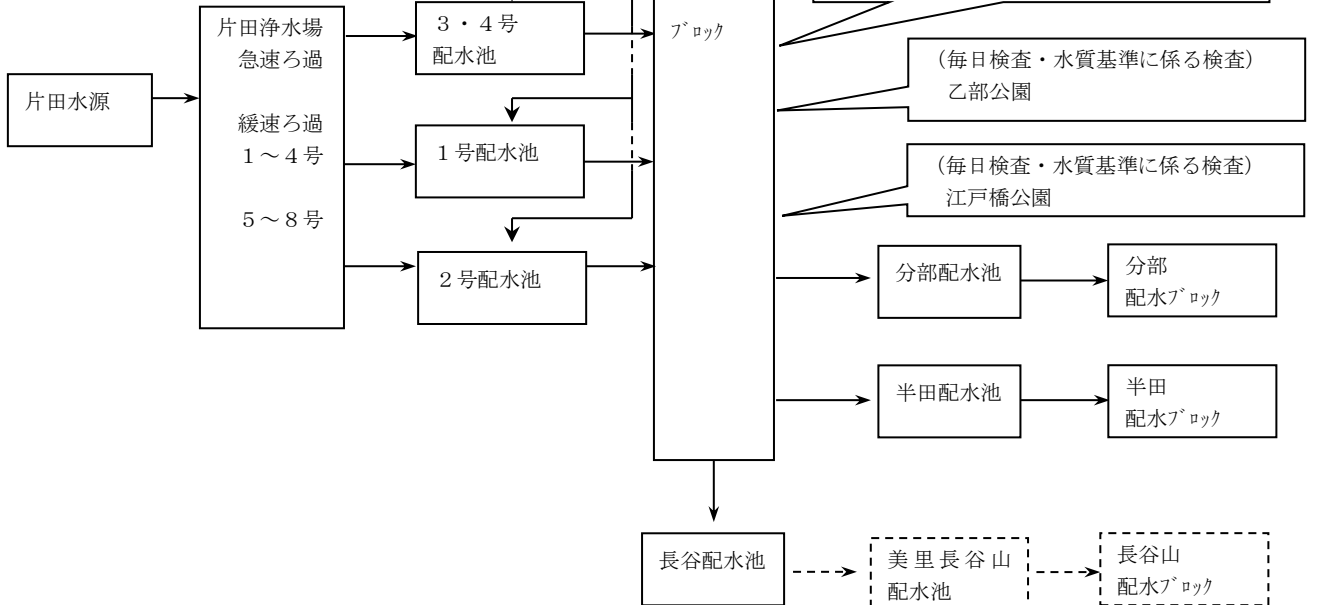 片田水源
片田浄水場
急速ろ過
緩速ろ過
１～４号
５～８号
３・４号
配水池
１号配水池
２号配水池
ﾌﾞﾛｯｸ
（毎日検査・水質基準に係る検査）
乙部公園
（毎日検査・水質基準に係る検査）
江戸橋公園
分部配水池
分部
配水ﾌﾞﾛｯｸ
半田配水池
半田
配水ﾌﾞﾛｯｸ
長谷配水池
美里長谷山
配水池
長谷山
配水ﾌﾞﾛｯｸ